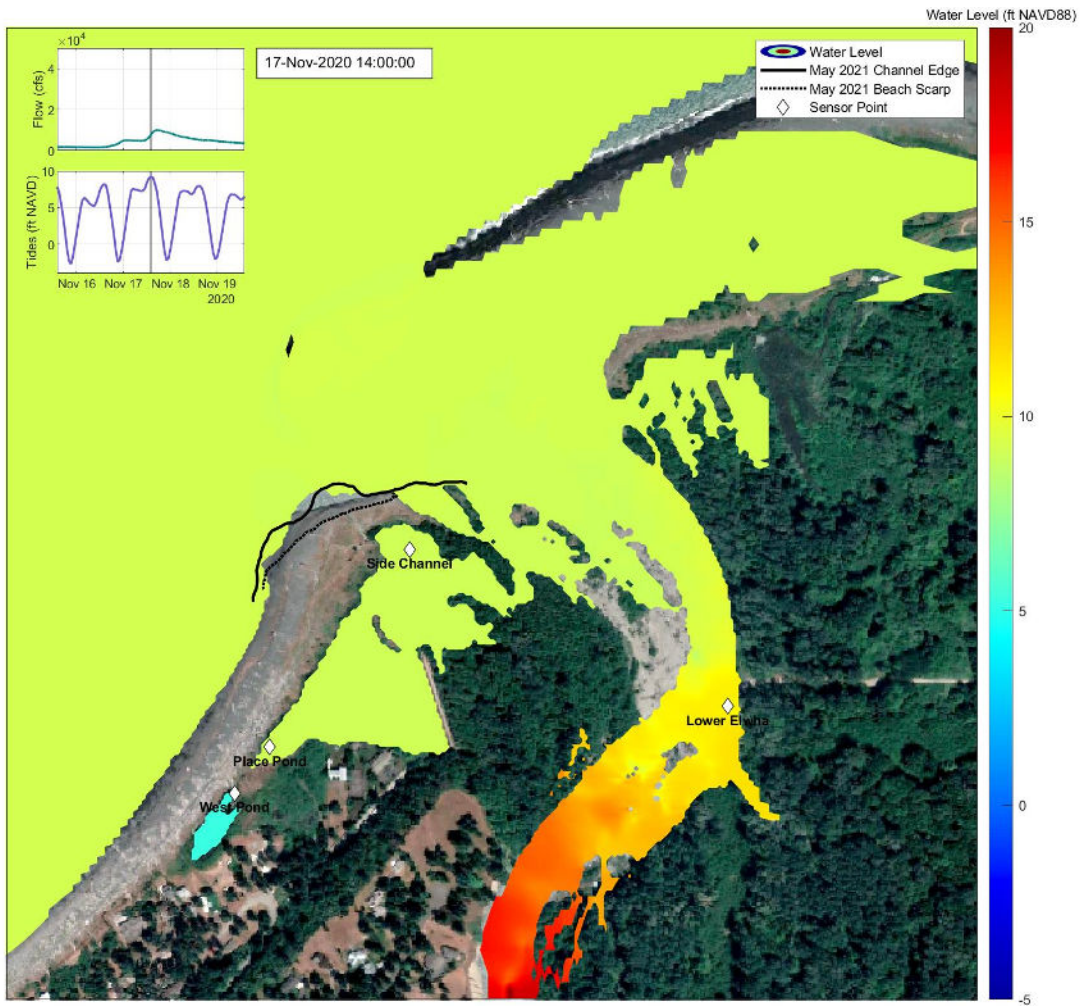 Water Level (ft NAVD88)
×10⁴
4
2
0
Flow (cfs)
17-Nov-2020 14:00:00
Water Level
May 2021 Channel Edge
May 2021 Beach Scarp
Sensor Point
10
5
0
Tides (ft NAVD)
Nov 16
Nov 17
Nov 18
Nov 19
2020
20
15
10
5
0
-5
Side Channel
Lower Elwha
Place Pond
West Pond